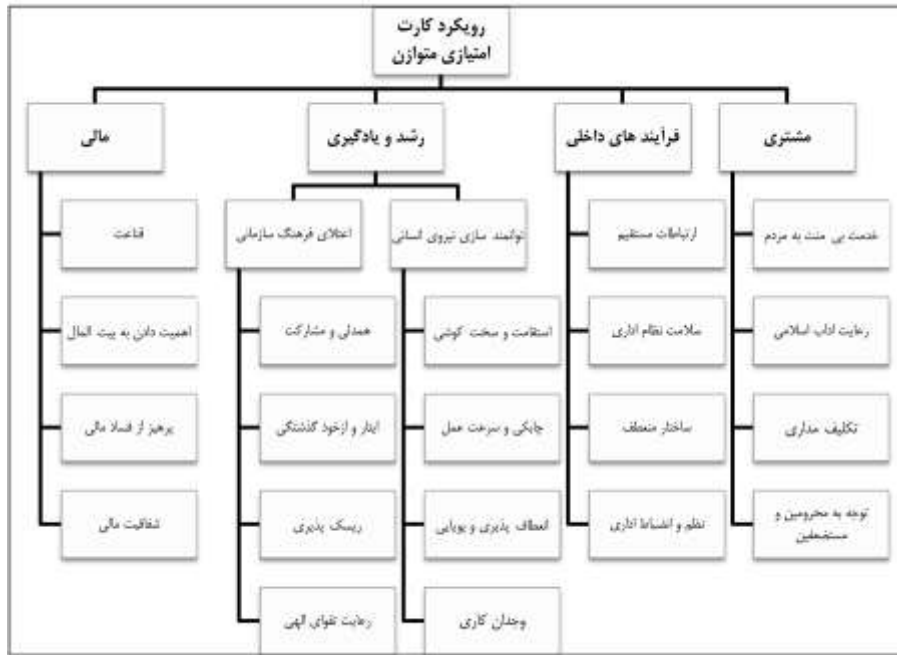 رویکرد کارت
امتیازی متوازن
مشتری
فرآیند های داخلی
رشد و یادگیری
مالی
خدمت بی منت به مردم
رعایت اداب اسلامی
تکلیف مداری
توجه به محرومین و
مستضعفین
ارتباطات مستقیم
سلامت نظام اداری
ساختار منعطف
نظم و انضباط اداری
توانمند سازی نیروی انسانی
استقامت و سخت کوشی
چابکی و سرعت عمل
انعطاف پذیری و پویایی
وجدان کاری
اعتلای فرهنگ سازمانی
همدلی و مشارکت
ایثار و ازخود گذشتگی
ریسک پذیری
رعایت تقوای الهی
قناعت
اهمیت دادن به بیت المال
پرهیز از فساد مالی
شفافیت مالی